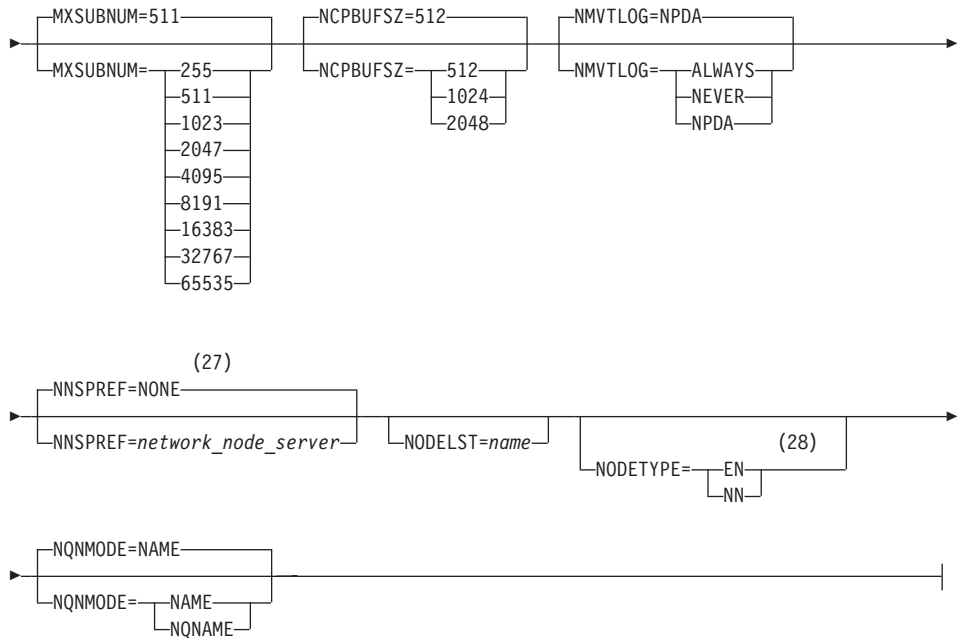 MXSUBNUM=511 NCPBUFSZ=512 NMVTLOG=NPDA
MXSUBNUM= 255 NCPBUFSZ= 512 NMVTLOG= ALWAYS
511 1024 NEVER
1023 2048 NPDA
2047
4095
8191
16383
32767
65535
(27)
NNSPREF=NONE
NNSPREF=network_node_server NODELST=name (28)
NODETYPE= EN
NN
NQNMODE=NAME
NQNMODE= NAME
NQNAME